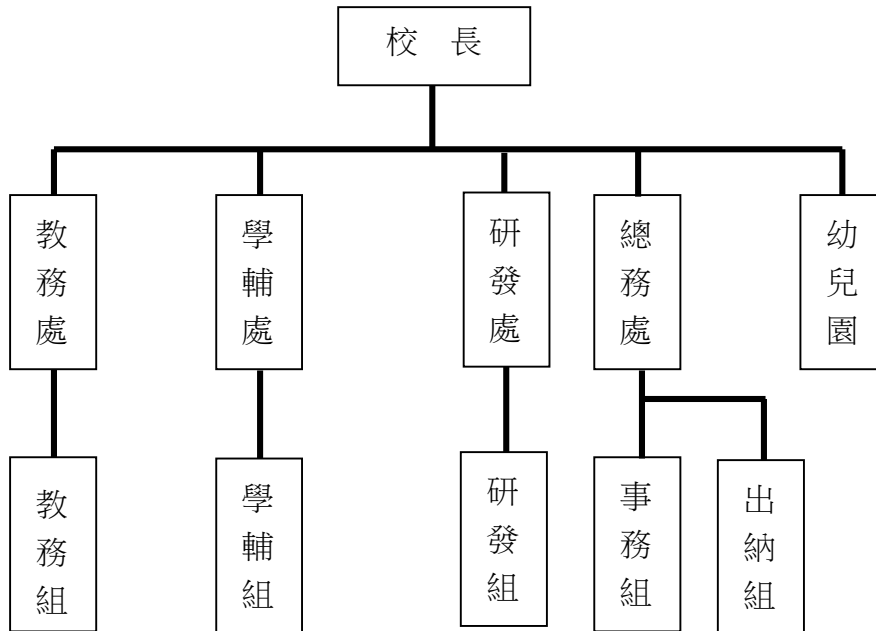 校 長
教務處
學輔處
研發處
總務處
幼兒園
教務組
學輔組
研發組
事務組
出納組